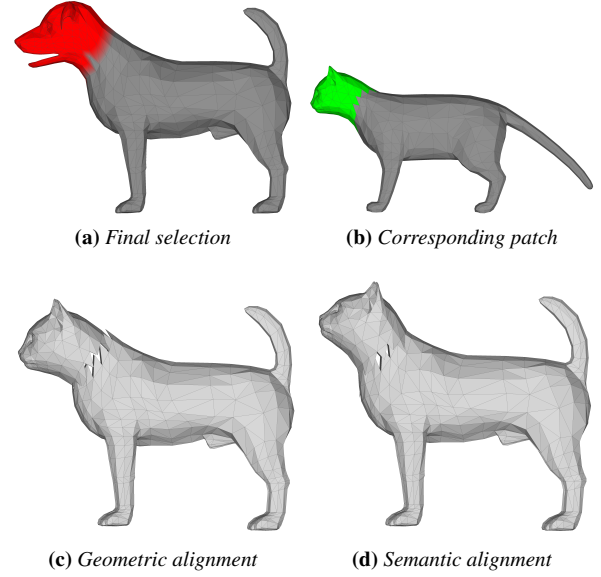 (a) Final selection
(b) Corresponding patch
(c) Geometric alignment
(d) Semantic alignment